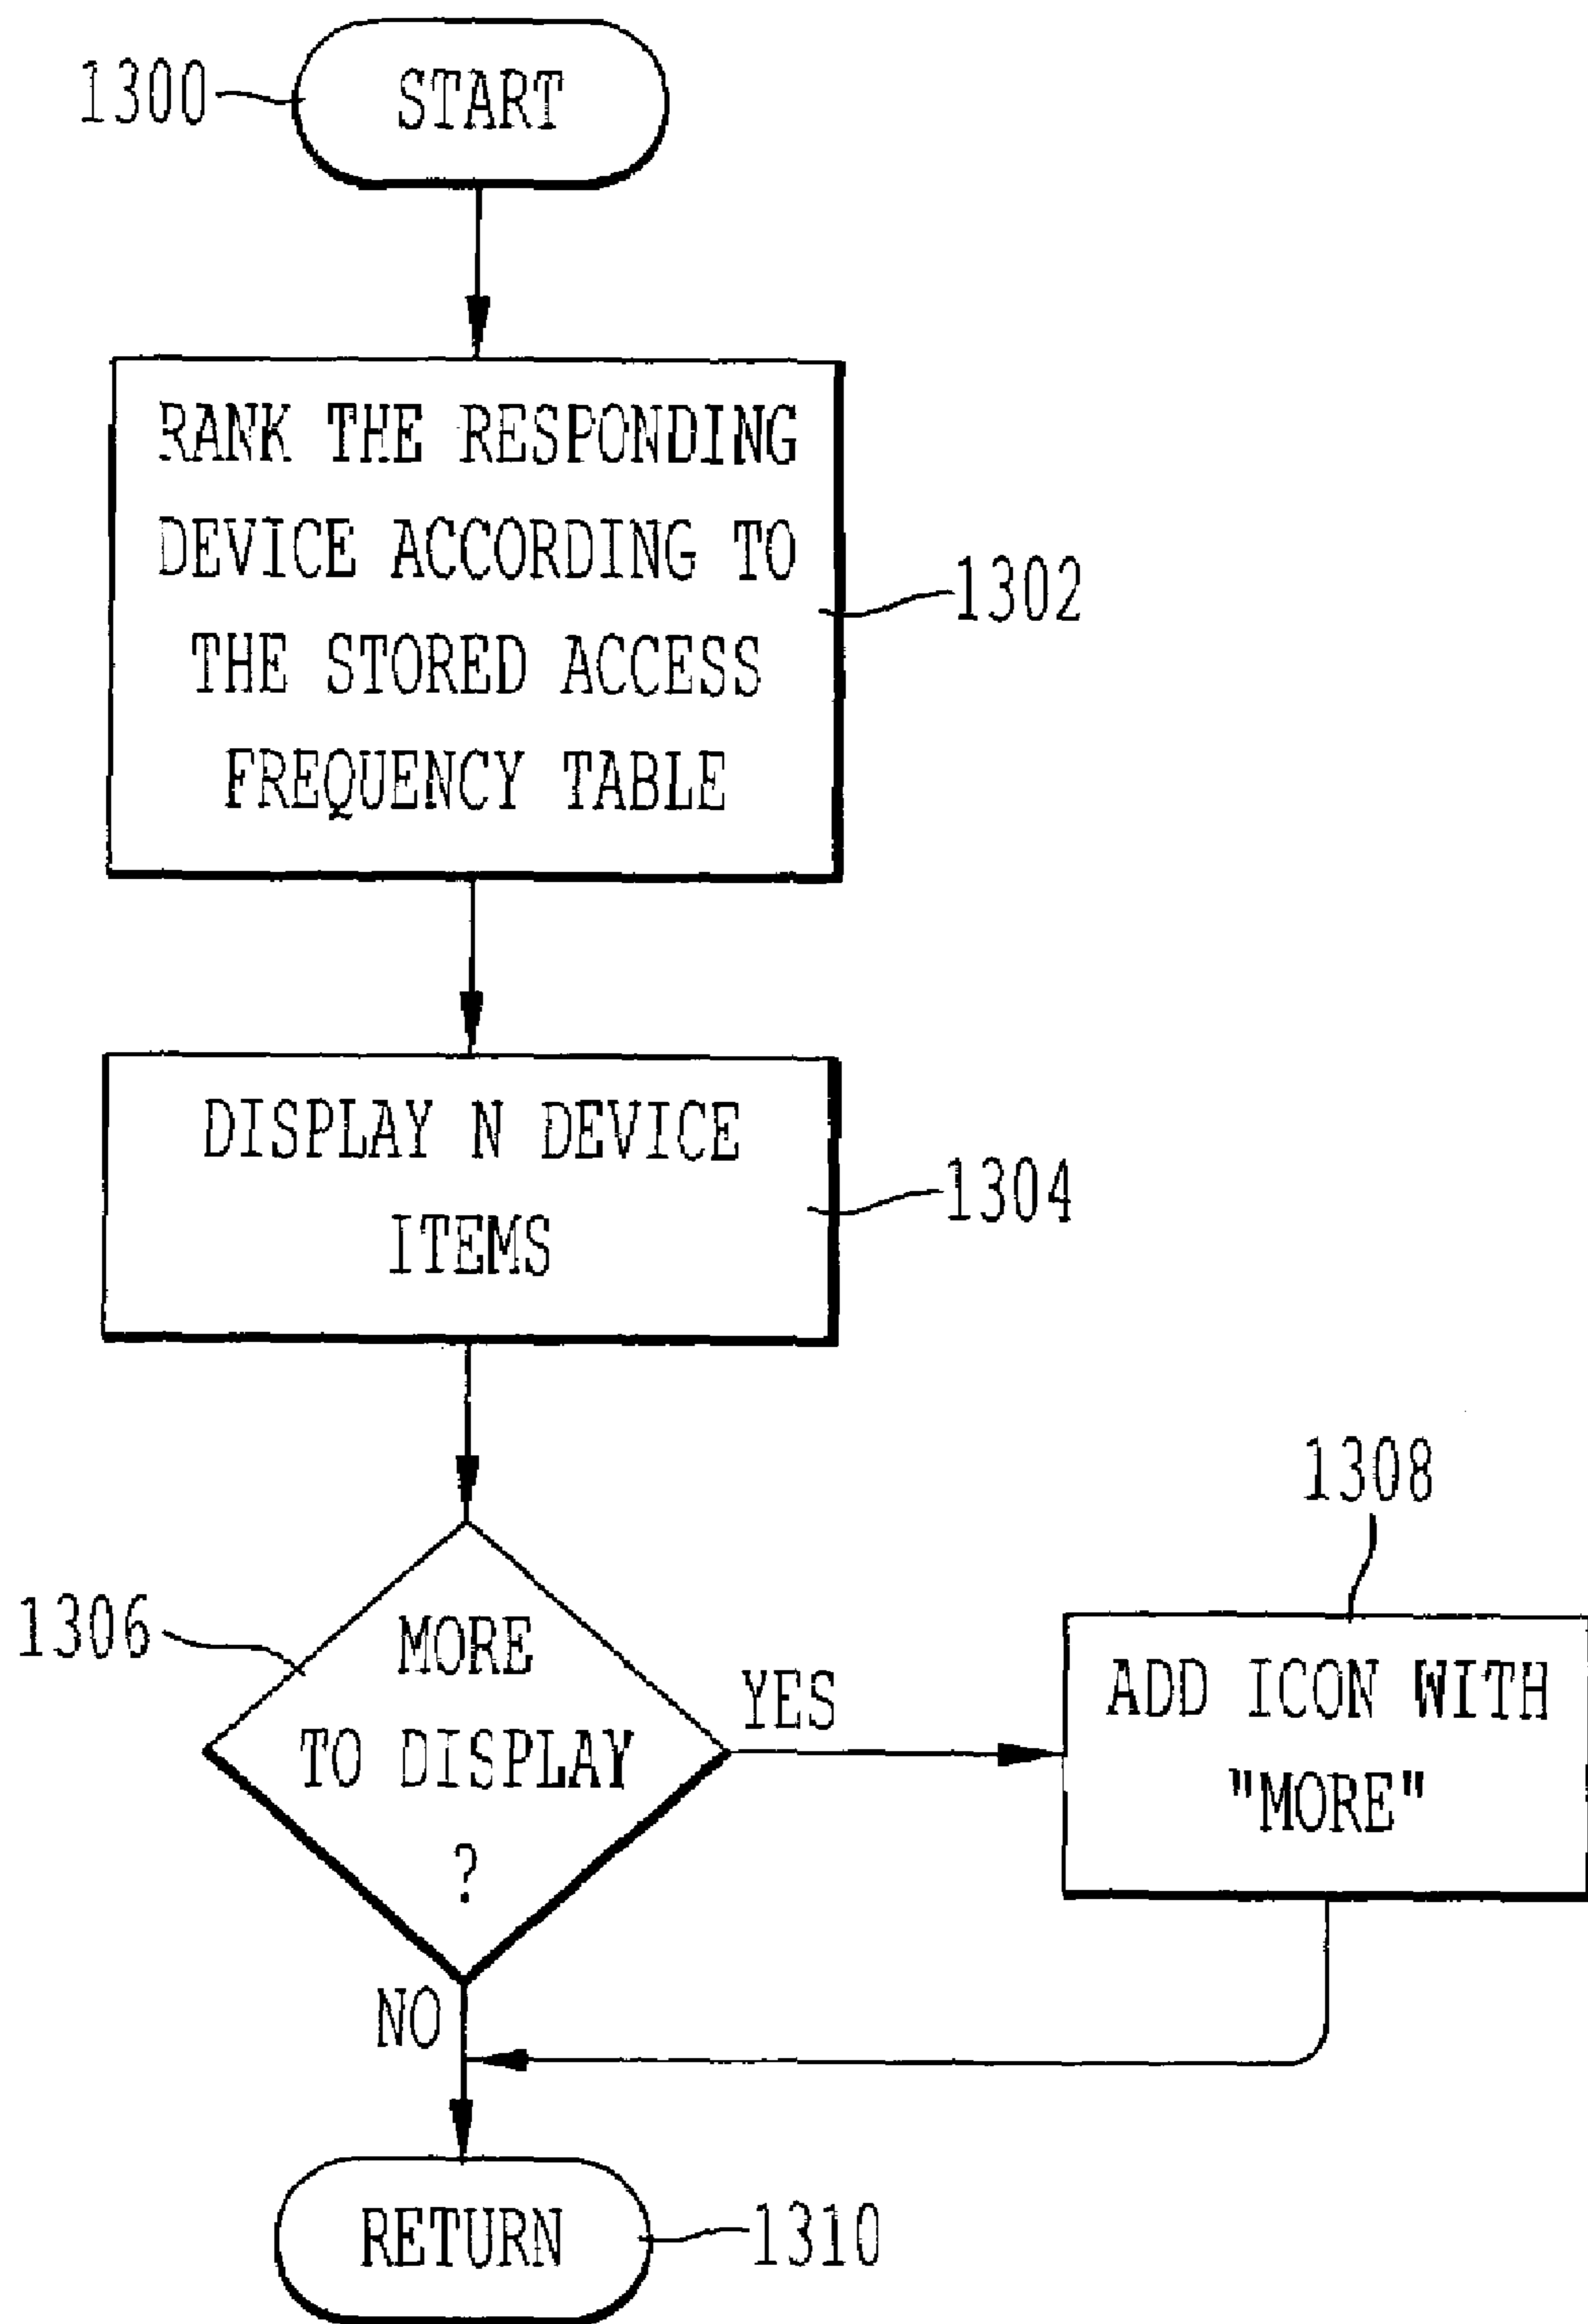 1300
START
RANK THE RESPONDING
DEVICE ACCORDING TO
THE STORED ACCESS
FREQUENCY TABLE
1302
DISPLAY N DEVICE
ITEMS
1304
1306
MORE
TO DISPLAY
?
YES
1308
ADD ICON WITH
"MORE"
NO
RETURN
1310